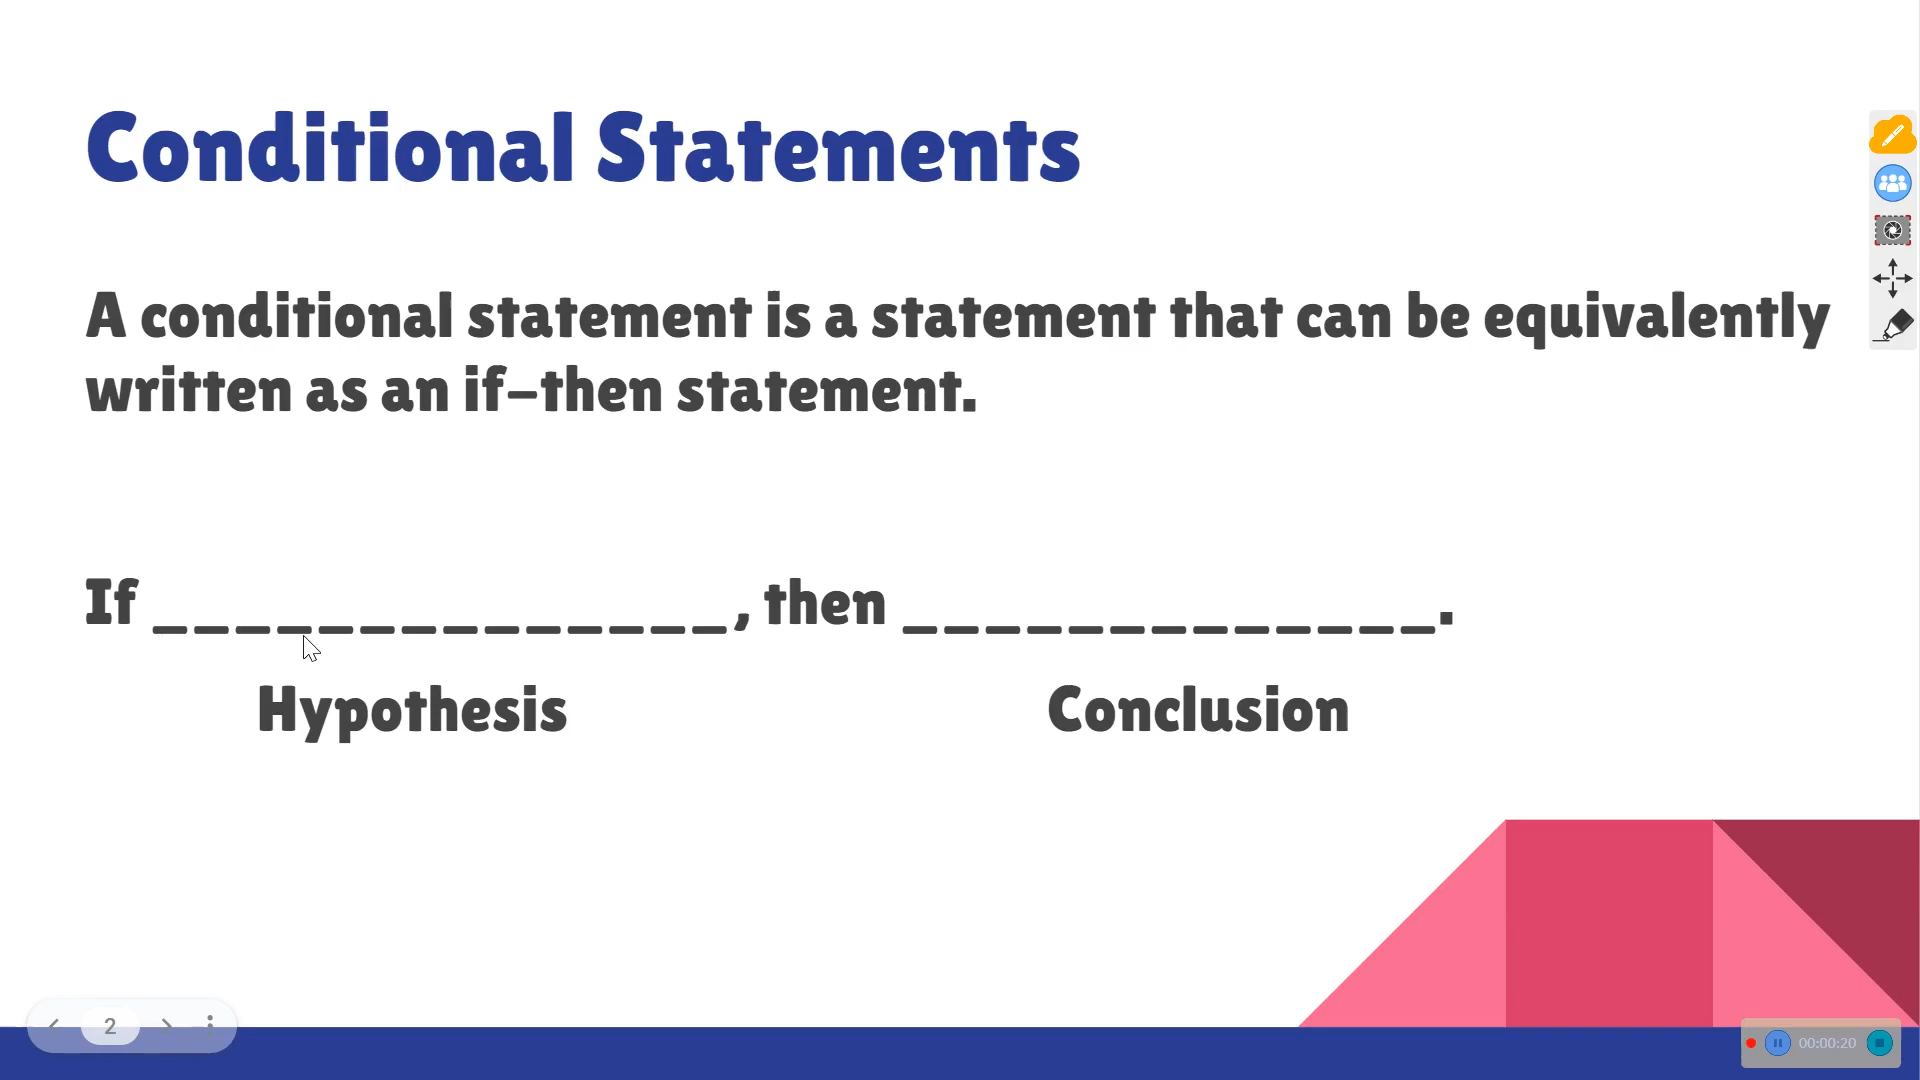 Conditional Statements
A conditional statement is a statement that can be equivalently
written as an if-then statement.
If ______________, then _____________.
Hypothesis Conclusion
2
00:00:20